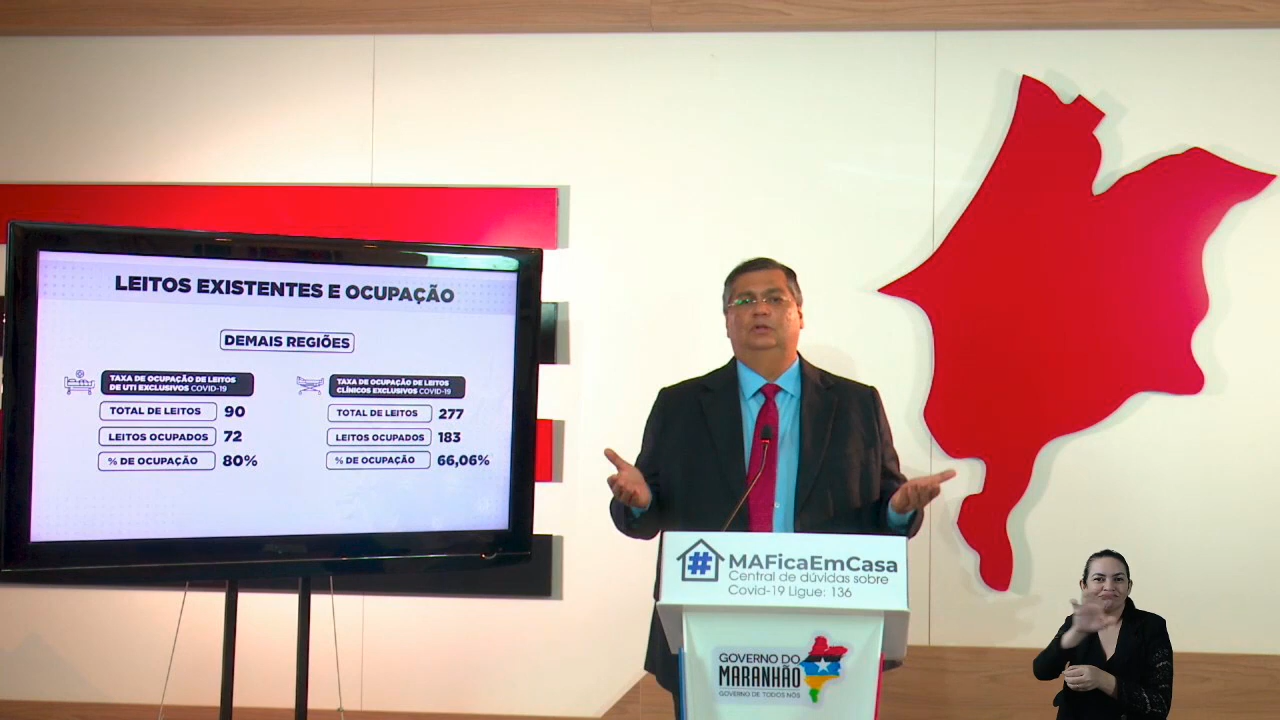 LEITOS EXISTENTES E OCUPAÇÃO
DEMAIS REGIÕES
TAXA DE OCUPAÇÃO DE LEITOS
DE UTI EXCLUSIVOS COVID-19
TOTAL DE LEITOS 90
LEITOS OCUPADOS 72
% DE OCUPAÇÃO 80%
TAXA DE OCUPAÇÃO DE LEITOS
CLÍNICOS EXCLUSIVOS COVID-19
TOTAL DE LEITOS 277
LEITOS OCUPADOS 183
% DE OCUPAÇÃO 66,06%
# MAFicaEmCasa
Central de dúvidas sobre
Covid-19 Ligue: 136
GOVERNO DO
MARANHÃO
GOVERNO DE TODOS NÓS